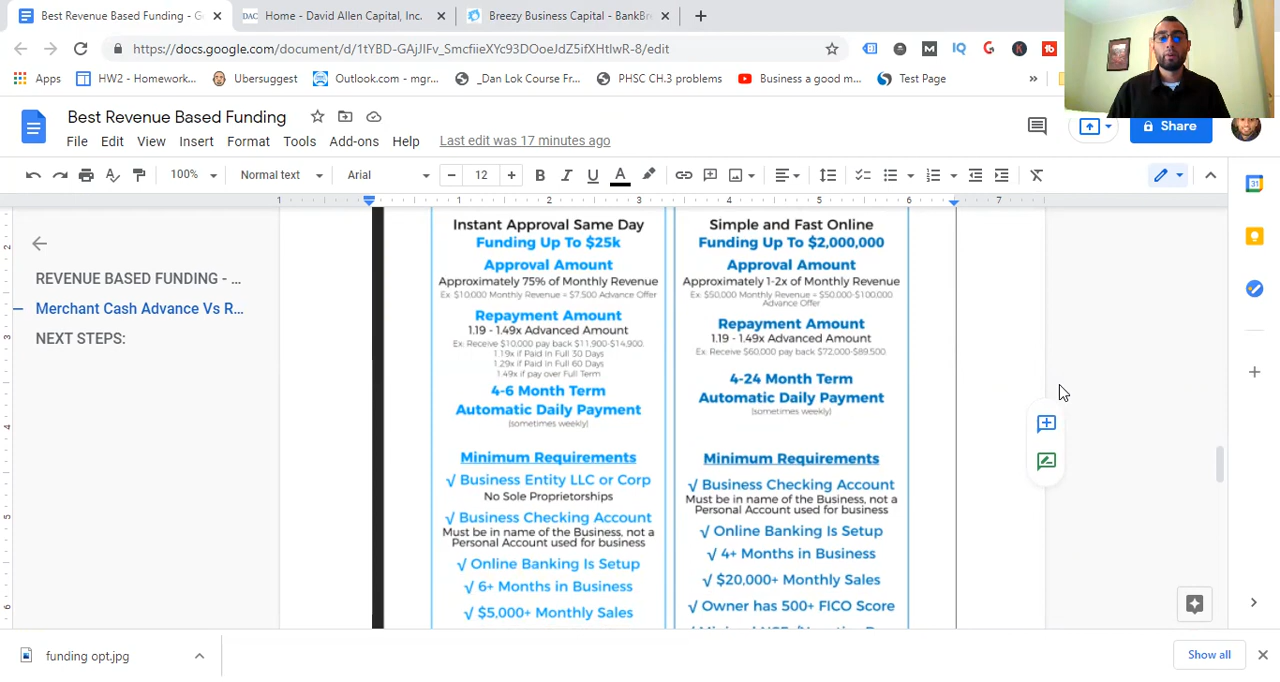 Best Revenue Based Funding - G
DAC Home - David Allen Capital, Inc.
Breezy Business Capital - BankBr
https://docs.google.com/document/d/1tYBD-GAjJIFv_SmcfiieXYc93DOoeJdZ5ifXHtlwR-8/edit
Apps
HW2 - Homework...
Ubersuggest
Outlook.com - mgr...
_Dan Lok Course Fr...
PHSC CH.3 problems
Business a good m...
Test Page
Best Revenue Based Funding
File Edit View Insert Format Tools Add-ons Help Last edit was 17 minutes ago
Share
100% Normal text Arial 12
1 1 2 3 4 5 6 7
REVENUE BASED FUNDING - ...
Merchant Cash Advance Vs R...
NEXT STEPS:
Instant Approval Same Day
Funding Up To $25k
Approval Amount
Approximately 75% of Monthly Revenue
Ex: $10,000 Monthly Revenue = $7,500 Advance Offer
Repayment Amount
1.19 - 1.49x Advanced Amount
Ex: Receive $10,000 pay back $11,900-$14,900.
1.19x if Paid In Full 30 Days
1.29x if Paid In Full 60 Days
1.49x if pay over Full Term
4-6 Month Term
Automatic Daily Payment
(sometimes weekly)
Minimum Requirements
√ Business Entity LLC or Corp
No Sole Proprietorships
√ Business Checking Account
Must be in name of the Business, not a
Personal Account used for business
√ Online Banking Is Setup
√ 6+ Months in Business
√ $5,000+ Monthly Sales
Simple and Fast Online
Funding Up To $2,000,000
Approval Amount
Approximately 1-2x of Monthly Revenue
Ex: $50,000 Monthly Revenue = $50,000-$100,000
Advance Offer
Repayment Amount
1.19 - 1.49x Advanced Amount
Ex: Receive $60,000 pay back $72,000-$89,500
4-24 Month Term
Automatic Daily Payment
(sometimes weekly)
Minimum Requirements
√ Business Checking Account
Must be in name of the Business, not a
Personal Account used for business
√ Online Banking Is Setup
√ 4+ Months in Business
√ $20,000+ Monthly Sales
√ Owner has 500+ FICO Score
funding opt.jpg
Show all